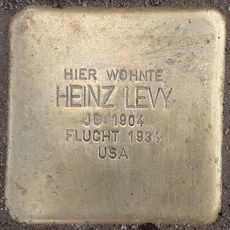 HIER WOHNTE
HEINZ LEVY
JG. 1904
FLUCHT
USA